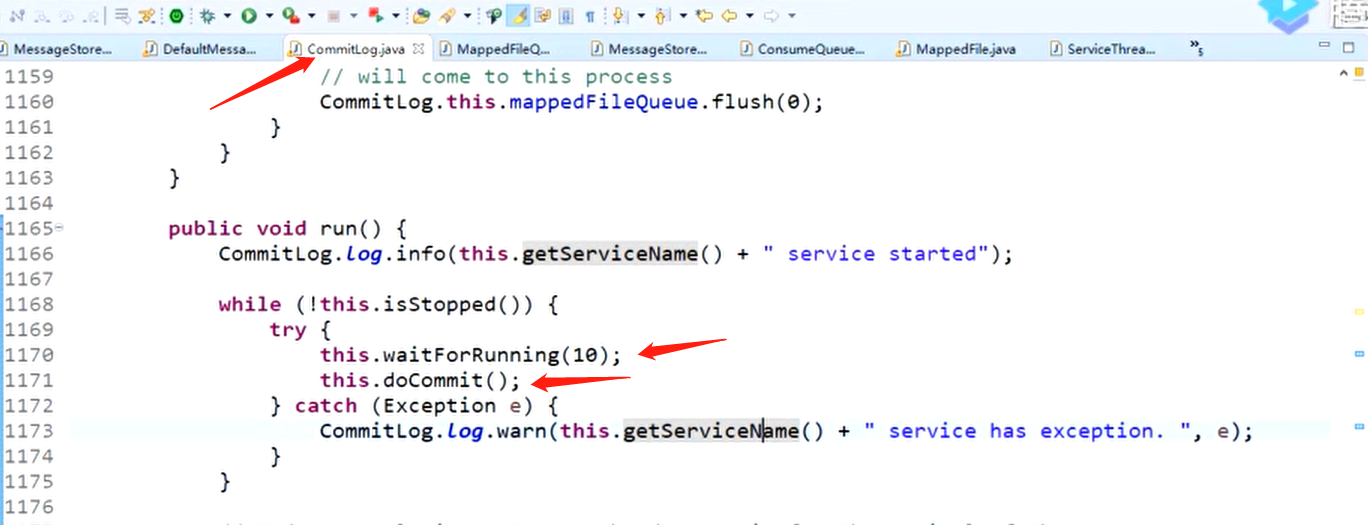 MessageStore... DefaultMessa... CommitLog.java MappedFileQ... MessageStore... ConsumeQueue... MappedFile.java ServiceThrea... »5
1159 // will come to this process
1160 CommitLog.this.mappedFileQueue.flush(0);
1161 }
1162 }
1163 }
1164
1165 public void run() {
1166 CommitLog.log.info(this.getServiceName() + " service started");
1167
1168 while (!this.isStopped()) {
1169 try {
1170 this.waitForRunning(10);
1171 this.doCommit();
1172 } catch (Exception e) {
1173 CommitLog.log.warn(this.getServiceName() + " service has exception. ", e);
1174 }
1175 }
1176